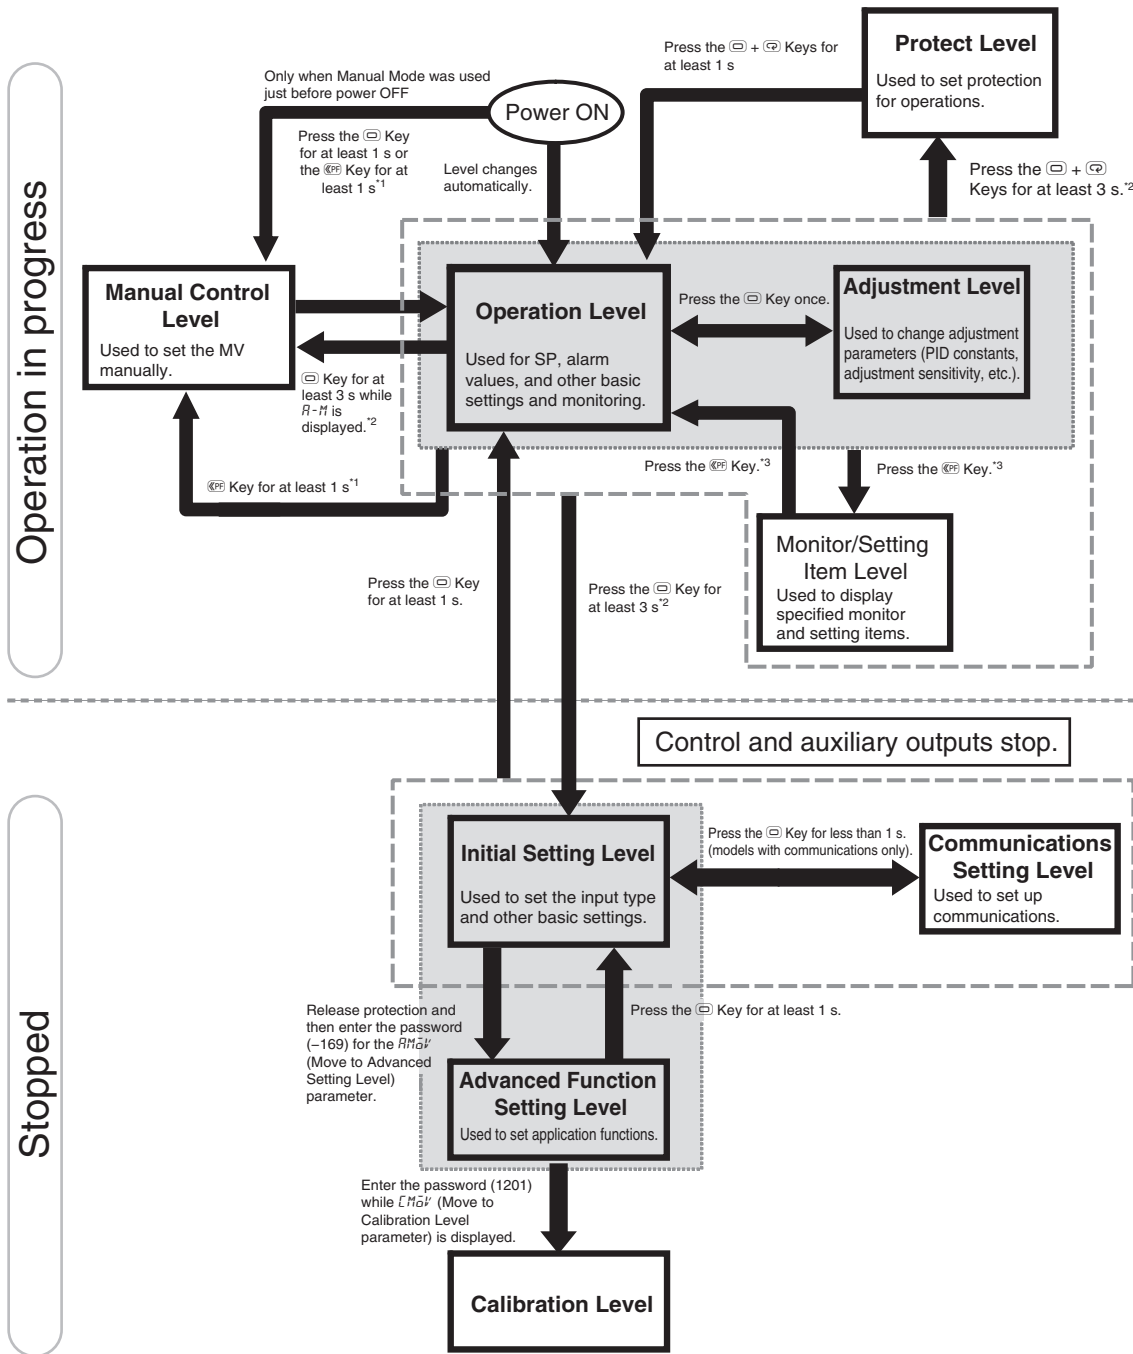 Operation in progress
Stopped
Protect Level
Used to set protection
for operations.
Press the + Keys for
at least 1 s
Only when Manual Mode was used
just before power OFF
Power ON
Press the Key
for at least 1 s or
the PF Key for at
least 1 s*1
Level changes
automatically.
Press the +
Keys for at least 3 s.*2
Manual Control
Level
Used to set the MV
manually.
Operation Level
Used for SP, alarm
values, and other basic
settings and monitoring.
Press the Key once.
Adjustment Level
Used to change adjustment
parameters (PID constants,
adjustment sensitivity, etc.).
Key for at
least 3 s while
A-M is
displayed.*2
PF Key for at least 1 s*1
Press the PF Key.*3
Press the PF Key.*3
Monitor/Setting
Item Level
Used to display
specified monitor
and setting items.
Press the Key
for at least 1 s.
Press the Key for
at least 3 s*2
Control and auxiliary outputs stop.
Initial Setting Level
Used to set the input type
and other basic settings.
Press the Key for less than 1 s.
(models with communications only).
Communications
Setting Level
Used to set up
communications.
Release protection and
then enter the password
(−169) for the AMoV
(Move to Advanced
Setting Level)
parameter.
Press the Key for at least 1 s.
Advanced Function
Setting Level
Used to set application functions.
Enter the password (1201)
while CMoV (Move to
Calibration Level
parameter) is displayed.
Calibration Level